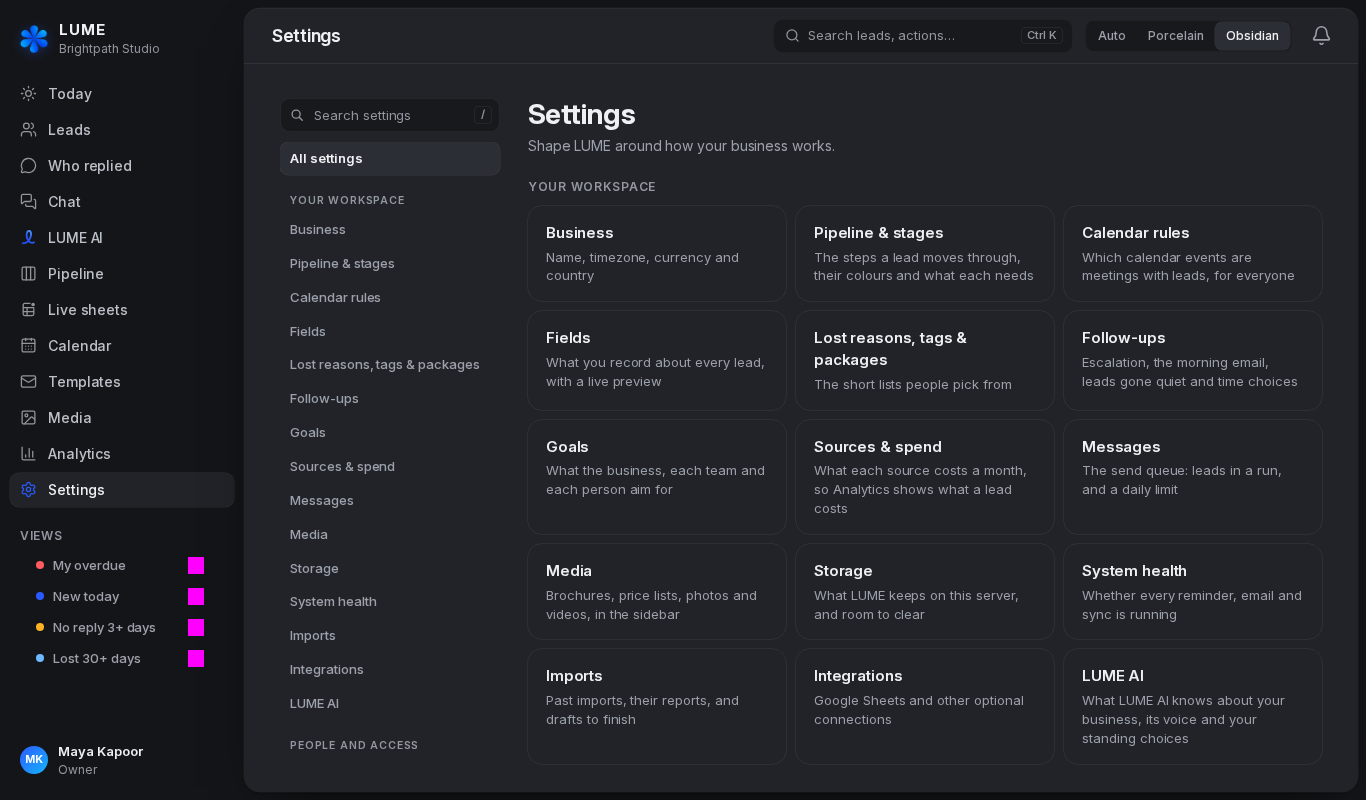 LUME
Brightpath Studio
Today
Leads
Who replied
Chat
LUME AI
Pipeline
Live sheets
Calendar
Templates
Media
Analytics
Settings
VIEWS
My overdue
New today
No reply 3+ days
Lost 30+ days
MK
Maya Kapoor
Owner
Settings
Search leads, actions…
Ctrl K
Auto
Porcelain
Obsidian
Search settings
/
All settings
YOUR WORKSPACE
Business
Pipeline & stages
Calendar rules
Fields
Lost reasons, tags & packages
Follow-ups
Goals
Sources & spend
Messages
Media
Storage
System health
Imports
Integrations
LUME AI
PEOPLE AND ACCESS
Settings
Shape LUME around how your business works.
YOUR WORKSPACE
Business
Name, timezone, currency and
country
Pipeline & stages
The steps a lead moves through,
their colours and what each needs
Calendar rules
Which calendar events are
meetings with leads, for everyone
Fields
What you record about every lead,
with a live preview
Lost reasons, tags &
packages
The short lists people pick from
Follow-ups
Escalation, the morning email,
leads gone quiet and time choices
Goals
What the business, each team and
each person aim for
Sources & spend
What each source costs a month,
so Analytics shows what a lead
costs
Messages
The send queue: leads in a run,
and a daily limit
Media
Brochures, price lists, photos and
videos, in the sidebar
Storage
What LUME keeps on this server,
and room to clear
System health
Whether every reminder, email and
sync is running
Imports
Past imports, their reports, and
drafts to finish
Integrations
Google Sheets and other optional
connections
LUME AI
What LUME AI knows about your
business, its voice and your
standing choices